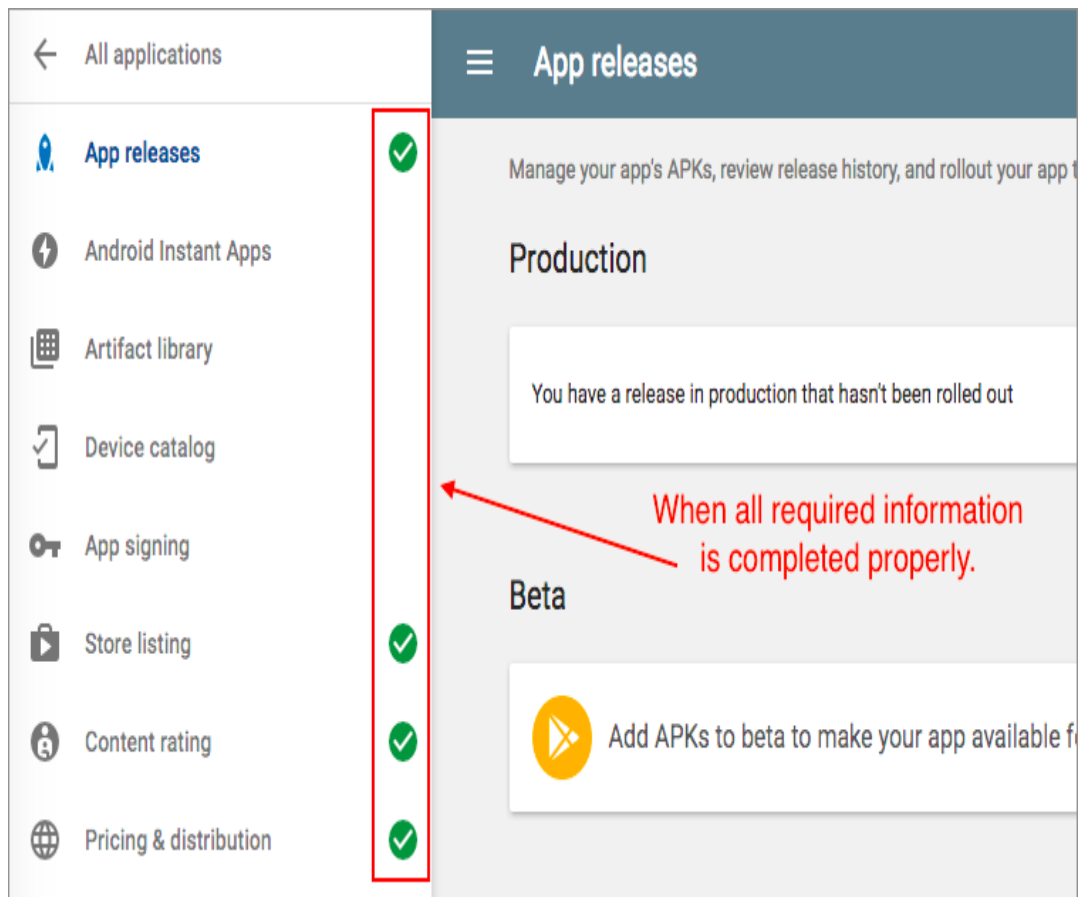 All applications
App releases
App releases
Android Instant Apps
Artifact library
Device catalog
App signing
Store listing
Content rating
Pricing & distribution
Manage your app's APKs, review release history, and rollout your app t
Production
You have a release in production that hasn't been rolled out
When all required information
is completed properly.
Beta
Add APKs to beta to make your app available f